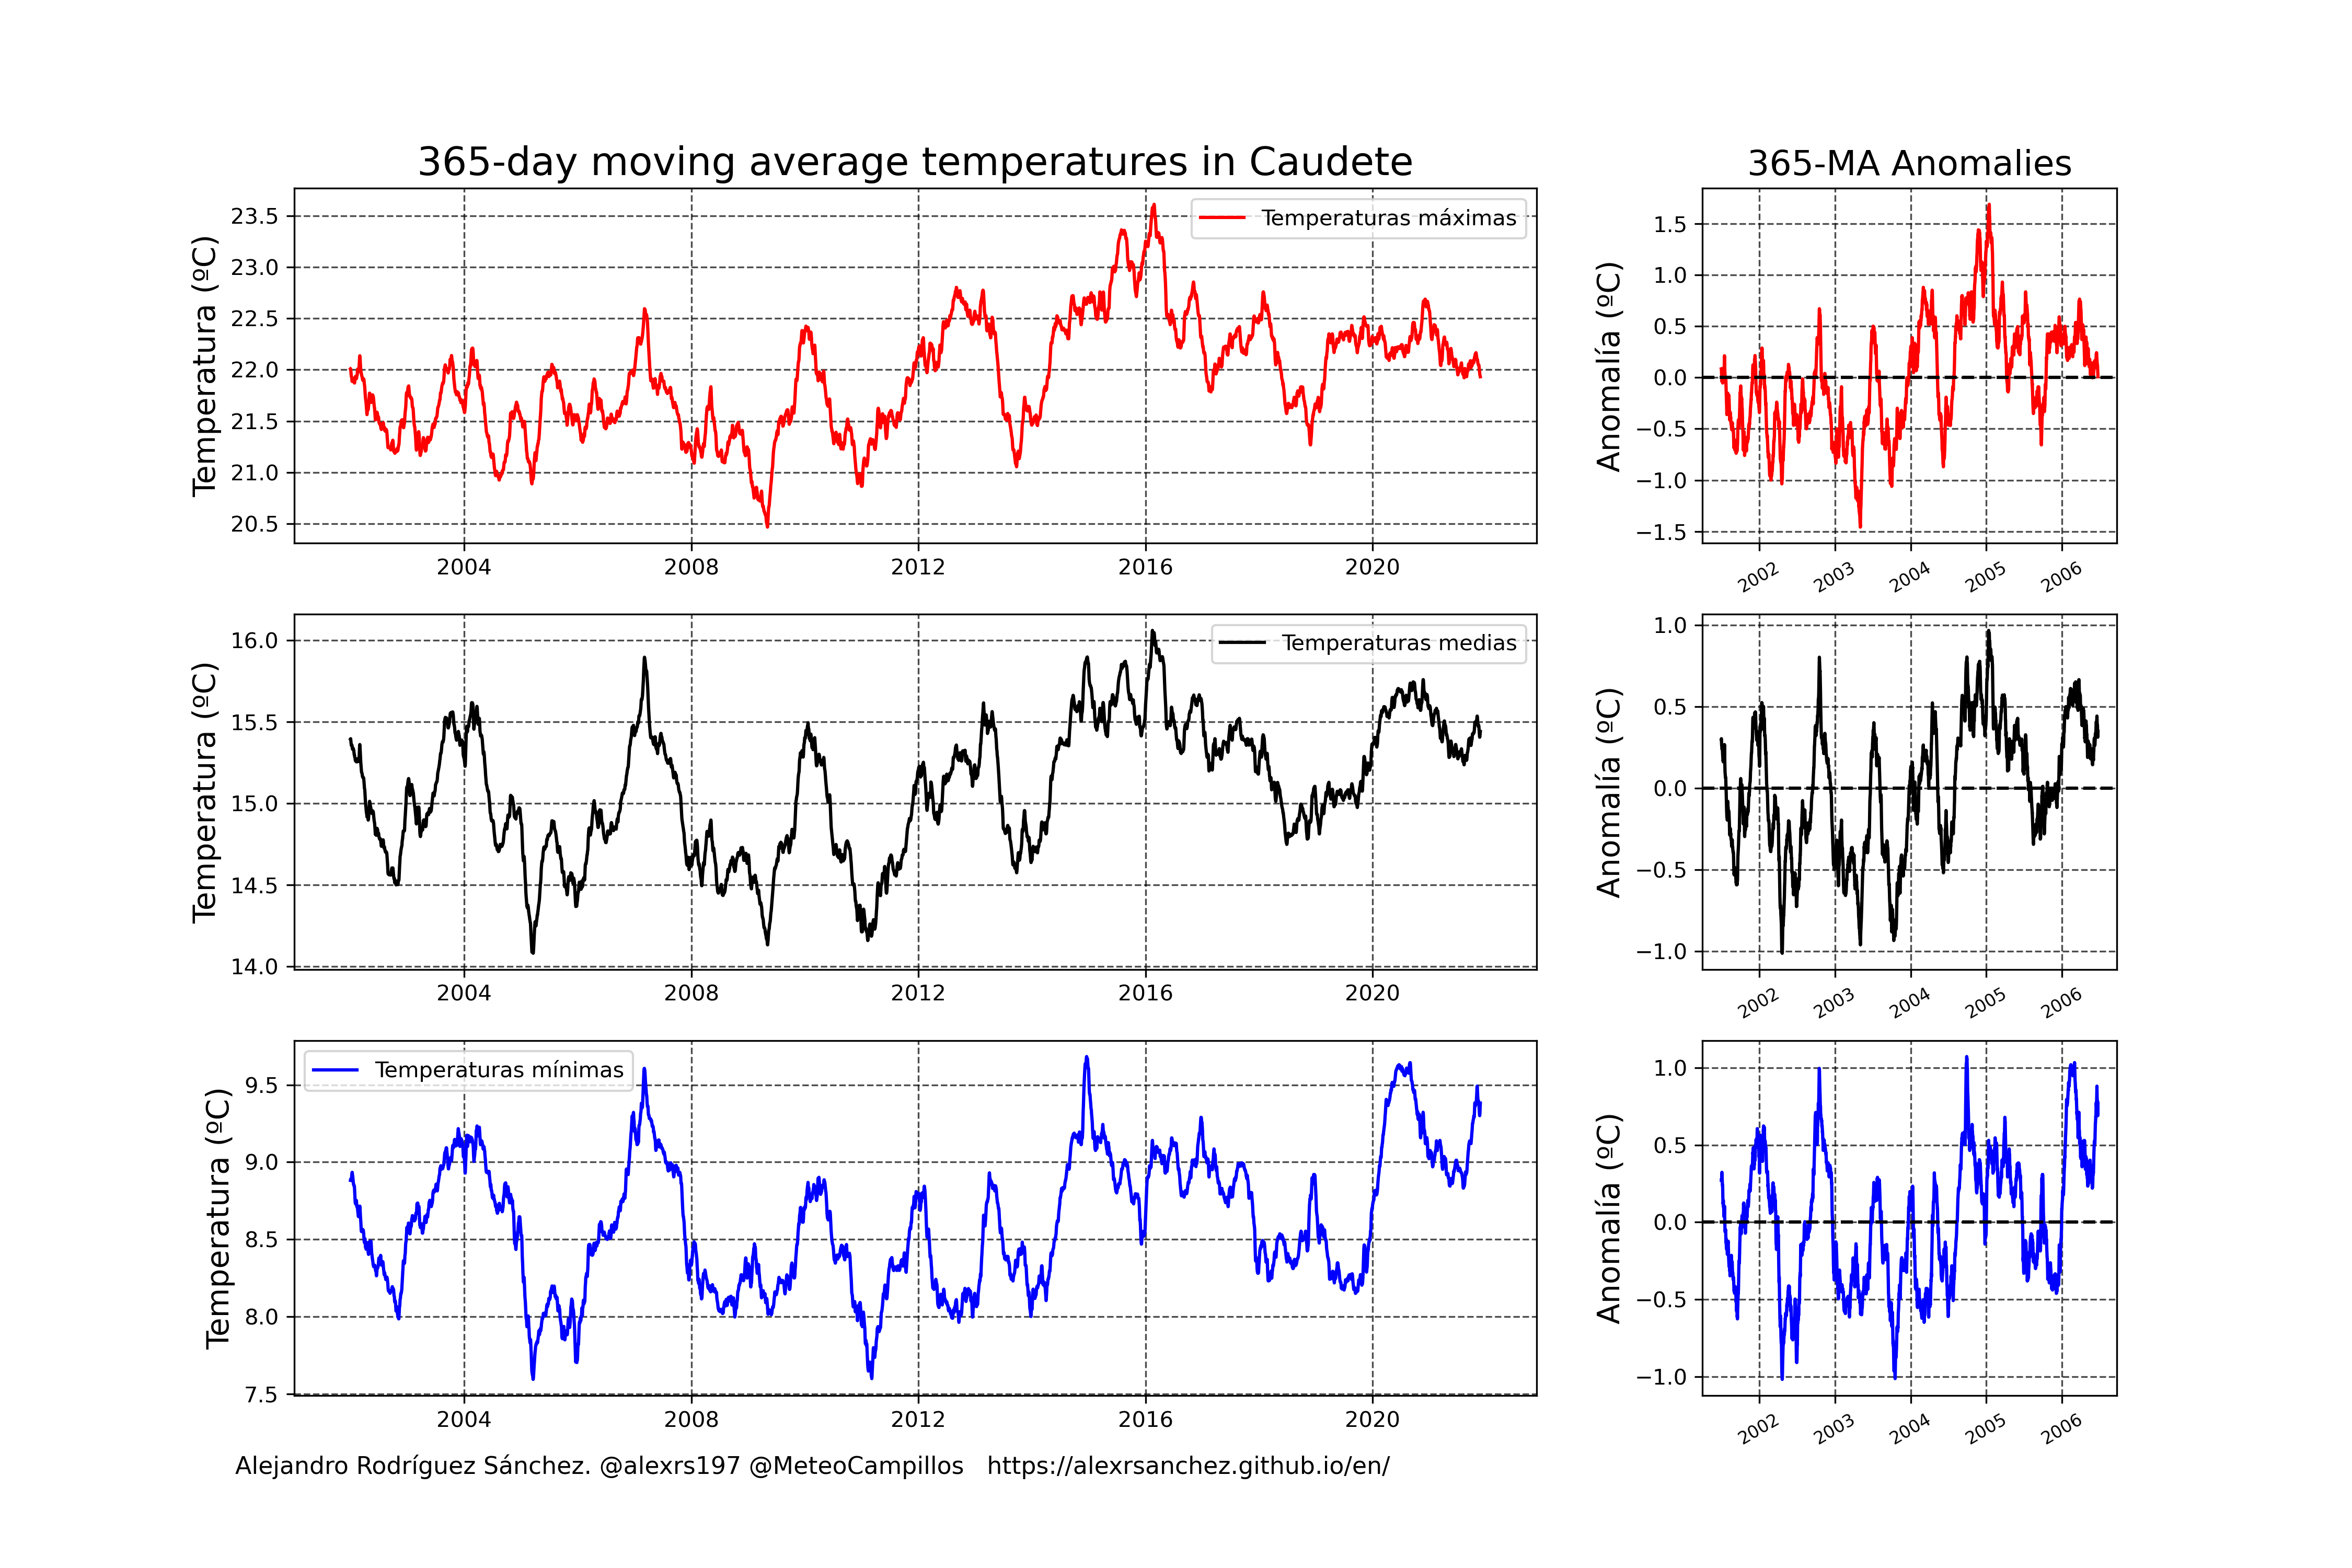 365-day moving average temperatures in Caudete
365-MA Anomalies
Temperatura (ºC)
23.5
23.0
22.5
22.0
21.5
21.0
20.5
Temperaturas máximas
2004 2008 2012 2016 2020
Anomalía (ºC)
1.5
1.0
0.5
0.0
−0.5
−1.0
−1.5
2002 2003 2004 2005 2006
Temperatura (ºC)
16.0
15.5
15.0
14.5
14.0
Temperaturas medias
2004 2008 2012 2016 2020
Anomalía (ºC)
1.0
0.5
0.0
−0.5
−1.0
2002 2003 2004 2005 2006
Temperatura (ºC)
9.5
9.0
8.5
8.0
7.5
Temperaturas mínimas
2004 2008 2012 2016 2020
Anomalía (ºC)
1.0
0.5
0.0
−0.5
−1.0
2002 2003 2004 2005 2006
Alejandro Rodríguez Sánchez. @alexrs197 @MeteoCampillos https://alexrsanchez.github.io/en/